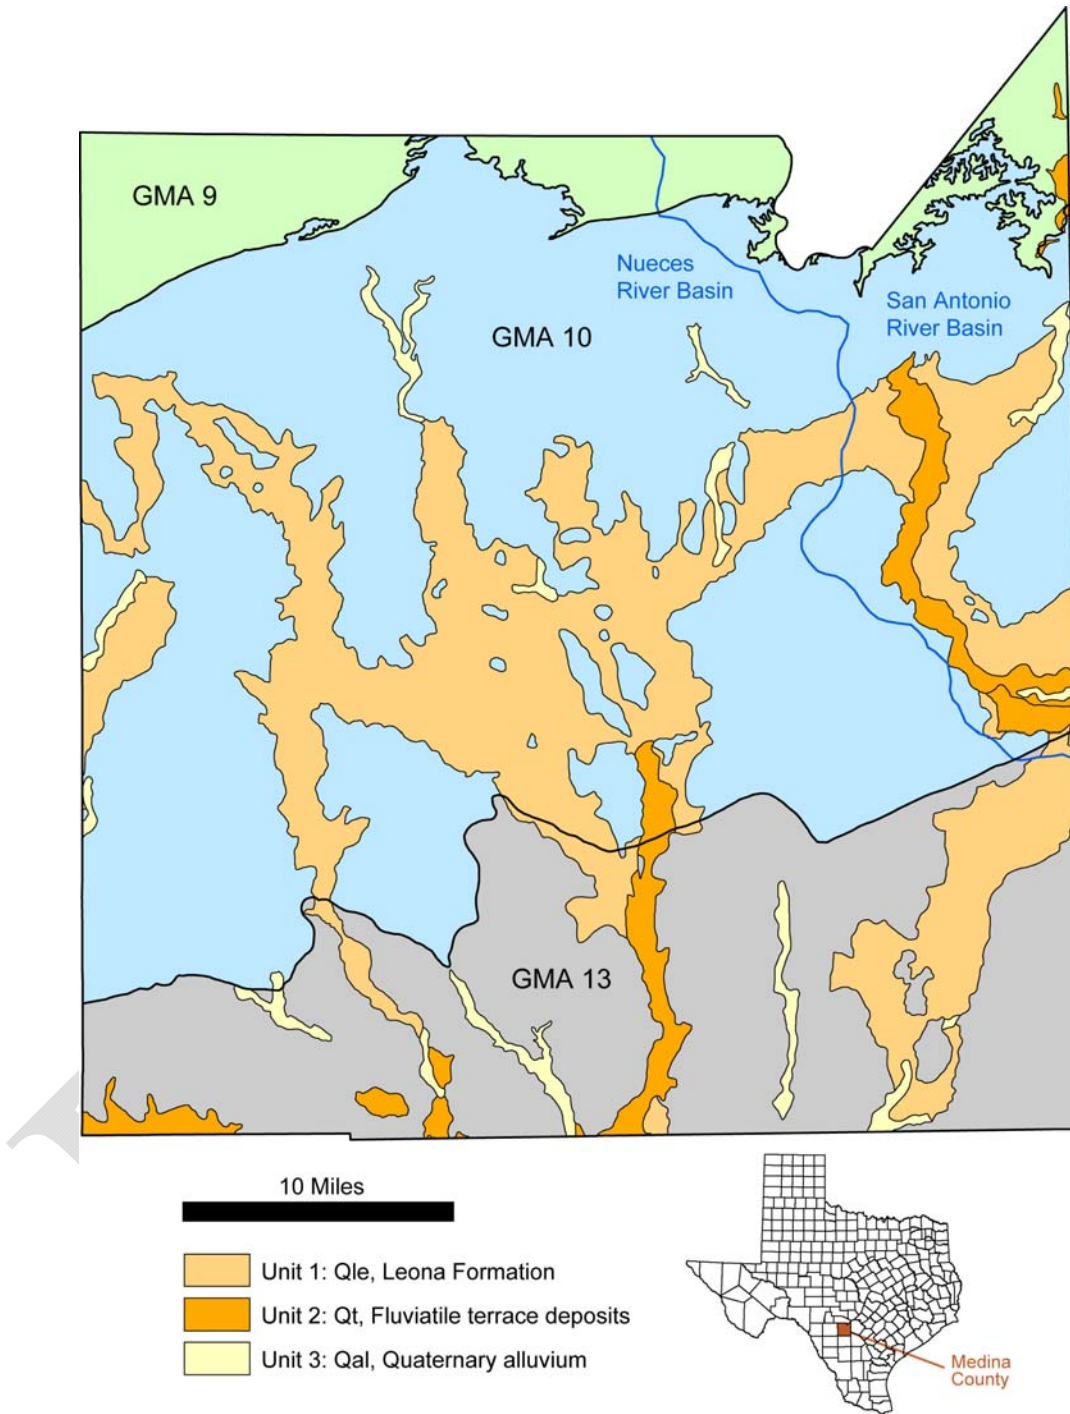 GMA 9
Nueces
River Basin
San Antonio
River Basin
GMA 10
GMA 13
10 Miles
Unit 1: Qle, Leona Formation
Unit 2: Qt, Fluviatile terrace deposits
Unit 3: Qal, Quaternary alluvium
Medina
County